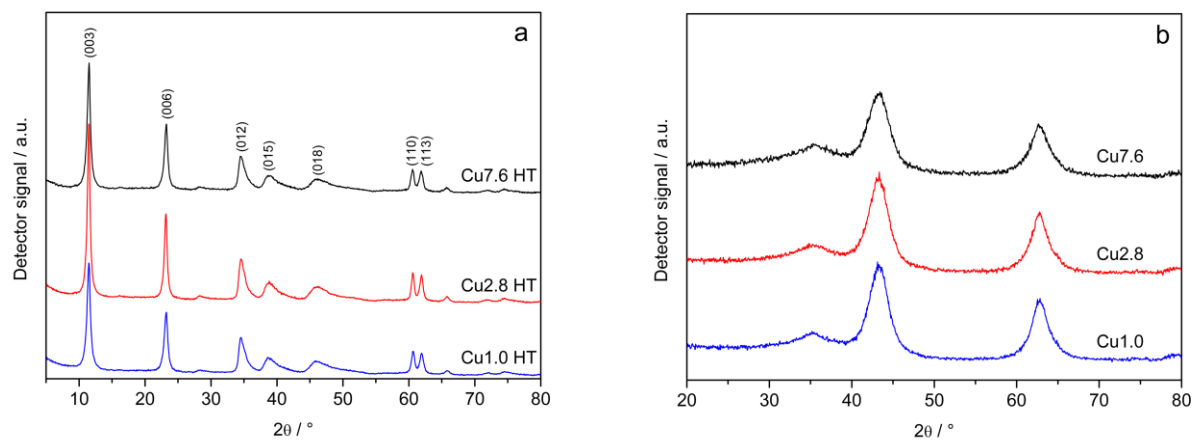 a
(003)
(006)
(012)
(015)
(018)
(110)
(113)
Cu7.6 HT
Cu2.8 HT
Cu1.0 HT
Detector signal / a.u.
0 10 20 30 40 50 60 70 80
2θ / °
b
Cu7.6
Cu2.8
Cu1.0
Detector signal / a.u.
20 30 40 50 60 70 80
2θ / °